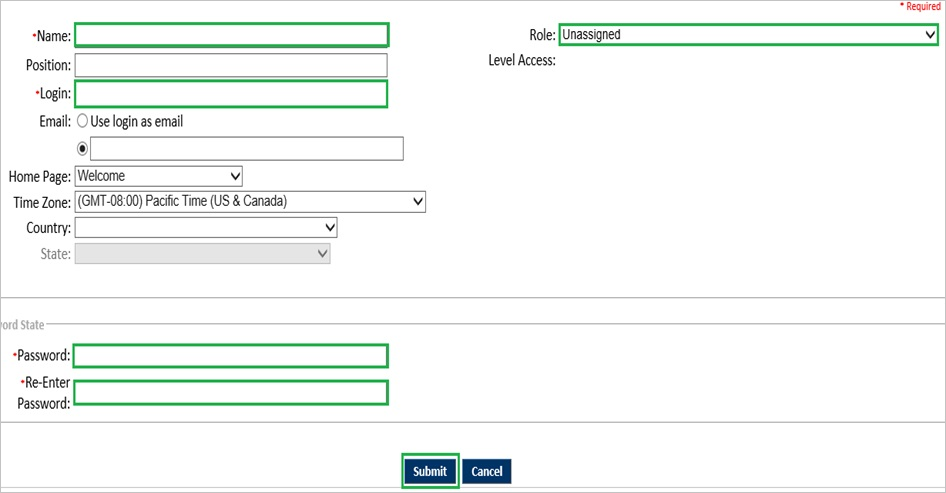 * Required
*Name:
Role: Unassigned
Position:
Level Access:
*Login:
Email: Use login as email
Home Page: Welcome
Time Zone: (GMT-08:00) Pacific Time (US & Canada)
Country:
State:
ord State
*Password:
*Re-Enter
Password:
Submit Cancel